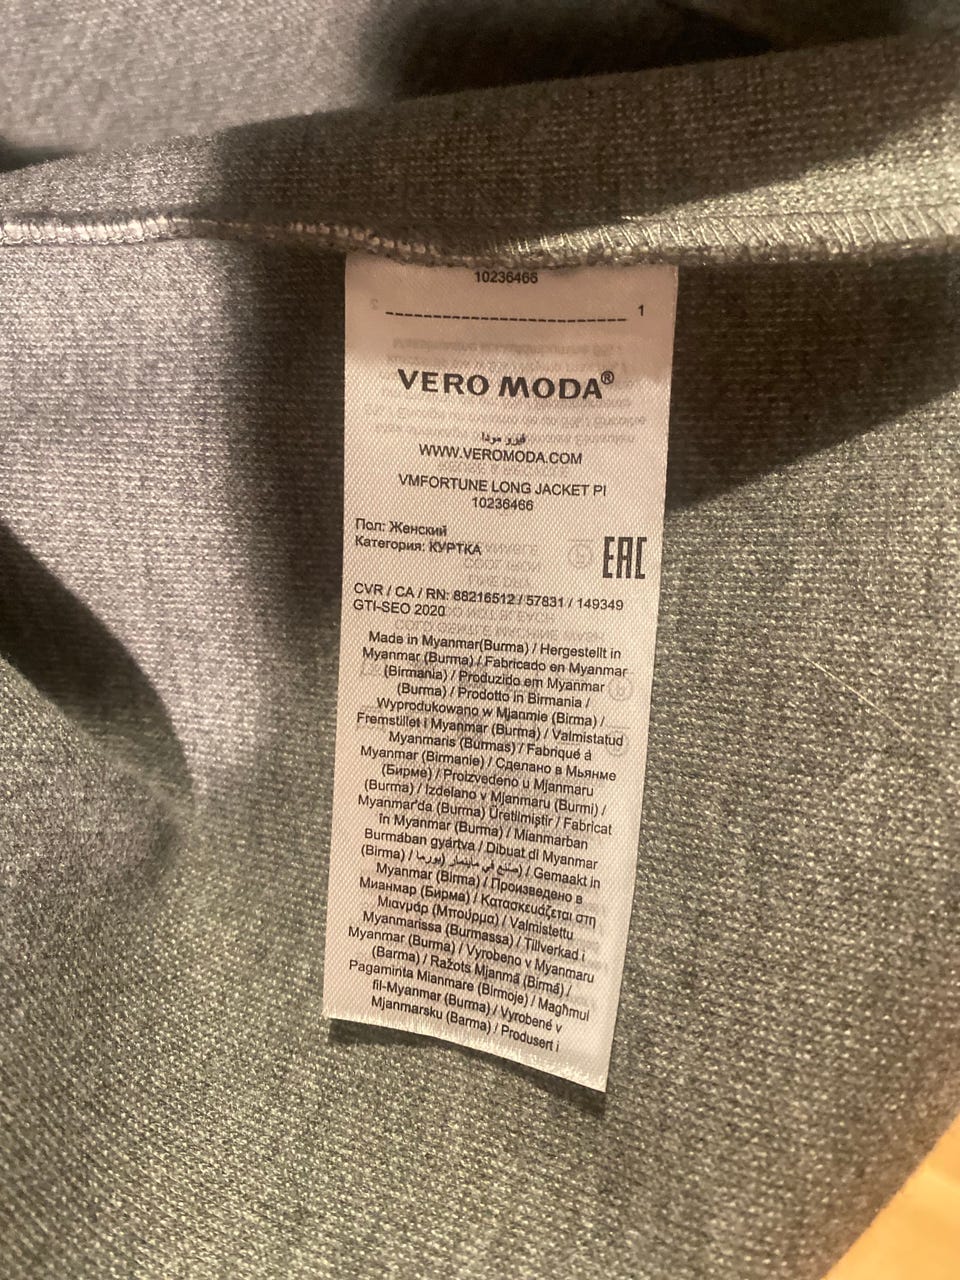 10236466
1
VERO MODA®
فيرو مودا
WWW.VEROMODA.COM
VMFORTUNE LONG JACKET PI
10236466
Пол: Женский
Категория: КУРТКА
EAC
CVR / CA / RN: 88216512 / 57831 / 149349
GTI-SEO 2020
Made in Myanmar(Burma) / Hergestellt in
Myanmar (Burma) / Fabricado en Myanmar
(Birmania) / Produzido em Myanmar
(Burma) / Prodotto in Birmania /
Wyprodukowano w Mjanmie (Birma) /
Fremstillet i Myanmar (Burma) / Valmistatud
Myanmaris (Burmas) / Fabriqué á
Myanmar (Birmanie) / Сделано в Мьянме
(Бирме) / Proizvedeno u Mjanmaru
(Burma) / Izdelano v Mjanmaru (Burmi) /
Myanmar'da (Burma) Üretilmiştir / Fabricat
în Myanmar (Burma) / Mianmarban
Burmában gyártva / Dibuat di Myanmar
(Birma) / صنع في ماينمار (بورما) / Gemaakt in
Myanmar (Birma) / Произведено в
Мианмар (Бирма) / Κατασκευάζεται στη
Μιανμάρ (Μπούρμα) / Valmistettu
Myanmarissa (Burmassa) / Tillverkad i
Myanmar (Burma) / Vyrobeno v Myanmaru
(Barma) / Ražots Mjanmā (Birmā) /
Pagaminta Mianmare (Birmoje) / Magħmul
fil-Myanmar (Burma) / Vyrobené v
Mjanmarsku (Barma) / Produsert i